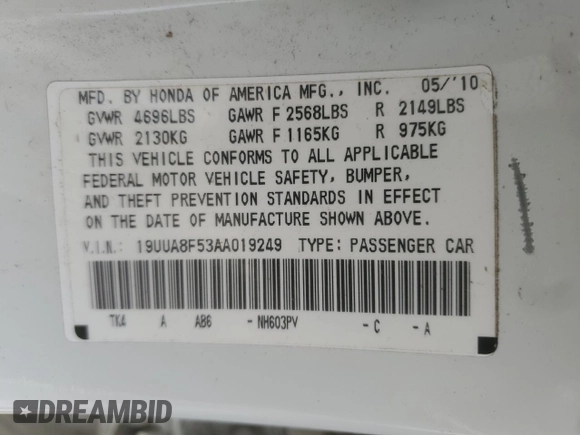 MFD. BY HONDA OF AMERICA MFG., INC. 05/'10
GVWR 4696LBS GAWR F 2568LBS R 2149LBS
GVWR 2130KG GAWR F 1165KG R 975KG
THIS VEHICLE CONFORMS TO ALL APPLICABLE
FEDERAL MOTOR VEHICLE SAFETY, BUMPER,
AND THEFT PREVENTION STANDARDS IN EFFECT
ON THE DATE OF MANUFACTURE SHOWN ABOVE.
V.I.N.: 19UUA8F53AA019249 TYPE: PASSENGER CAR
TK4 A A86 - NH603PV - C - A
DREAMBID